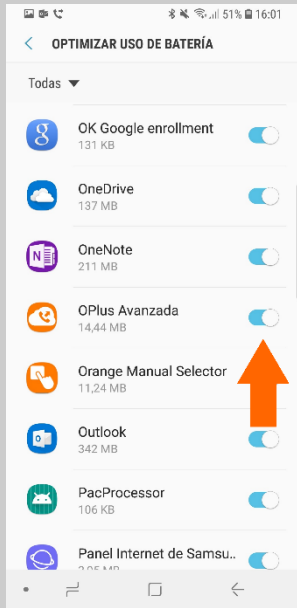 51% 16:01
OPTIMIZAR USO DE BATERÍA
Todas
OK Google enrollment
131 KB
OneDrive
137 MB
OneNote
211 MB
OPlus Avanzada
14,44 MB
Orange Manual Selector
11,24 MB
Outlook
342 MB
PacProcessor
106 KB
Panel Internet de Samsu..